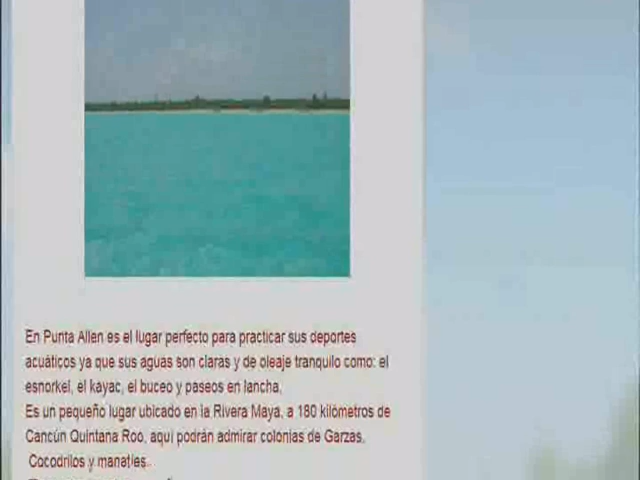 En Punta Allen es el lugar perfecto para practicar sus deportes
acuáticos ya que sus aguas son claras y de oleaje tranquilo como: el
esnorkel, el kayac, el buceo y paseos en lancha.
Es un pequeño lugar ubicado en la Rivera Maya, a 180 kilómetros de
Cancún Quintana Roo, aqui podrán admirar colonias de Garzas,
Cocodrilos y manatíes..